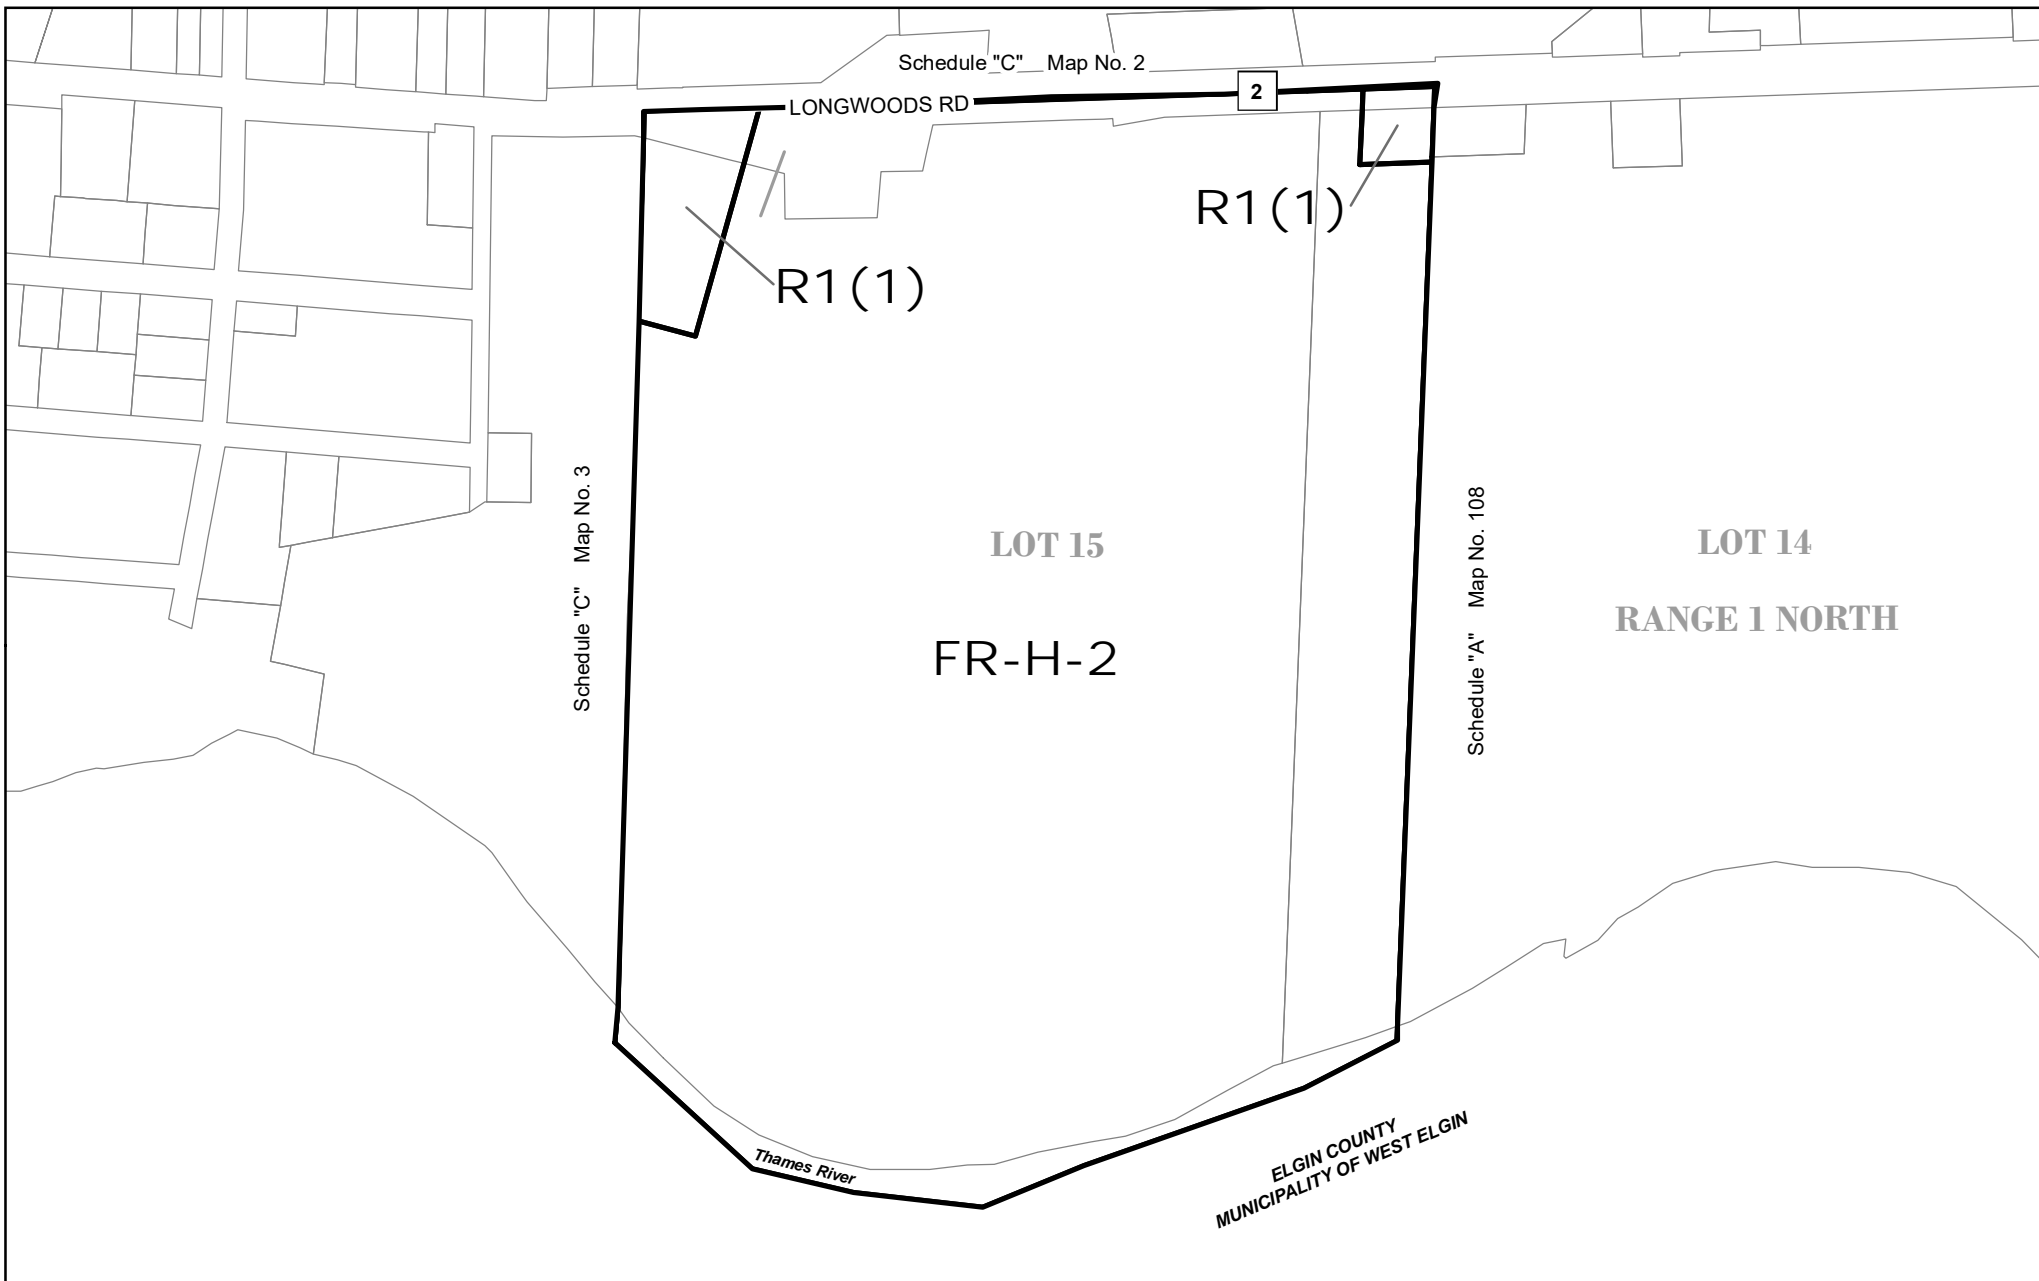 Schedule "C" Map No. 2
2
LONGWOODS RD
R1(1)
R1(1)
Schedule "C" Map No. 3
LOT 15
FR-H-2
Schedule "A" Map No. 108
LOT 14
RANGE 1 NORTH
Thames River
ELGIN COUNTY
MUNICIPALITY OF WEST ELGIN